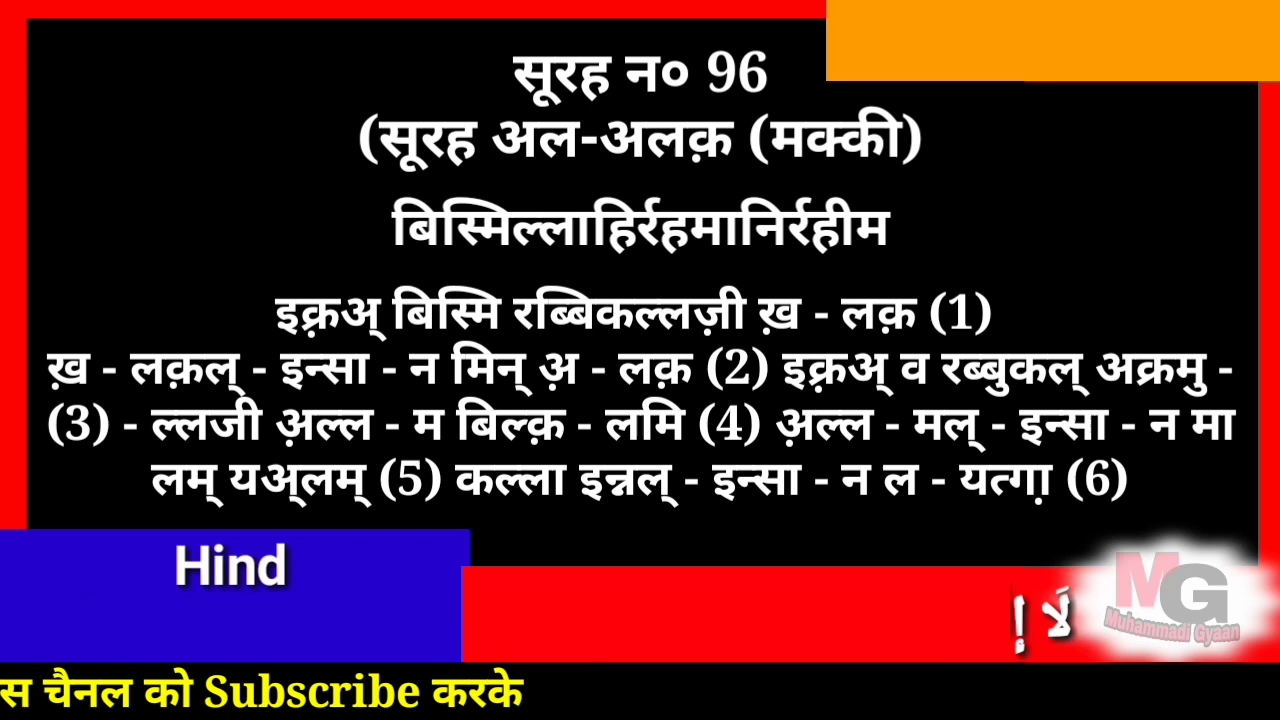 सूरह न० 96
(सूरह अल-अलक़ (मक्की)
बिस्मिल्लाहिर्रहमानिर्रहीम
इक़्रअ् बिस्मि रब्बिकल्लज़ी ख़ - लक़ (1)
ख़ - लक़ल् - इन्सा - न मिन् अ़ - लक़ (2) इक़्रअ् व रब्बुकल् अक्रमु -
(3) - ल्लजी अ़ल्ल - म बिल्क़ - लमि (4) अ़ल्ल - मल् - इन्सा - न मा
लम् यअ्लम् (5) कल्ला इन्नल् - इन्सा - न ल - यत्ग़ा (6)
Hind
لَا إ
MG
Muhammadi Gyaan
स चैनल को Subscribe करके